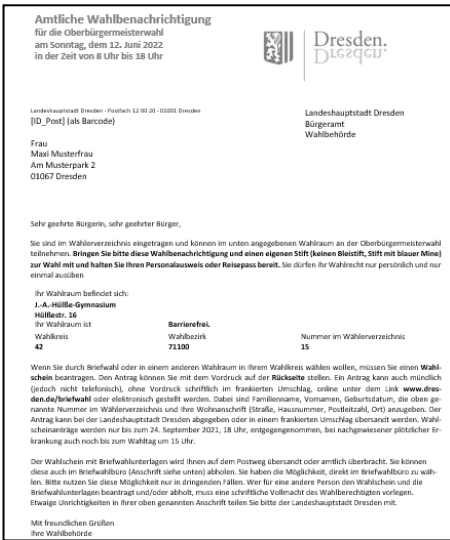 Amtliche Wahlbenachrichtigung
für die Oberbürgermeisterwahl
am Sonntag, dem 12. Juni 2022
in der Zeit von 8 Uhr bis 18 Uhr
Dresden.
Dresden.
Landeshauptstadt Dresden - Postfach 12 00 20 - 01001 Dresden
[ID_Post] (als Barcode)
Landeshauptstadt Dresden
Bürgeramt
Wahlbehörde
Frau
Maxi Musterfrau
Am Musterpark 2
01067 Dresden
Sehr geehrte Bürgerin, sehr geehrter Bürger,
Sie sind im Wählerverzeichnis eingetragen und können im unten angegebenen Wahlraum an der Oberbürgermeisterwahl
teilnehmen. Bringen Sie bitte diese Wahlbenachrichtigung und einen eigenen Stift (keinen Bleistift, Stift mit blauer Mine)
zur Wahl mit und halten Sie Ihren Personalausweis oder Reisepass bereit. Sie dürfen Ihr Wahlrecht nur persönlich und nur
einmal ausüben
Ihr Wahlraum befindet sich:
J.-A.-Hülße-Gymnasium
Hülßestr. 16
Ihr Wahlraum ist Barrierefrei.
Wahlkreis Wahlbezirk Nummer im Wählerverzeichnis
42 71100 15
Wenn Sie durch Briefwahl oder in einem anderen Wahlraum in Ihrem Wahlkreis wählen wollen, müssen Sie einen Wahl-
schein beantragen. Den Antrag können Sie mit dem Vordruck auf der Rückseite stellen. Ein Antrag kann auch mündlich
(jedoch nicht telefonisch), ohne Vordruck schriftlich im frankierten Umschlag, online unter dem Link www.dres-
den.de/briefwahl oder elektronisch gestellt werden. Dabei sind Familienname, Vornamen, Geburtsdatum, die oben ge-
nannte Nummer im Wählerverzeichnis und Ihre Wohnanschrift (Straße, Hausnummer, Postleitzahl, Ort) anzugeben. Der
Antrag kann bei der Landeshauptstadt Dresden abgegeben oder in einem frankierten Umschlag übersandt werden. Wahl-
scheinanträge werden nur bis zum 24. September 2021, 18 Uhr, entgegengenommen, bei nachgewiesener plötzlicher Er-
krankung auch noch bis zum Wahltag um 15 Uhr.
Der Wahlschein mit Briefwahlunterlagen wird Ihnen auf dem Postweg übersandt oder amtlich überbracht. Sie können
diese auch im Briefwahlbüro (Anschrift siehe unten) abholen. Sie haben die Möglichkeit, direkt im Briefwahlbüro zu wäh-
len. Bitte nutzen Sie diese Möglichkeit nur in dringenden Fällen. Wer für eine andere Person den Wahlschein und die
Briefwahlunterlagen beantragt und/oder abholt, muss eine schriftliche Vollmacht des Wahlberechtigten vorlegen.
Etwaige Unrichtigkeiten in Ihrer oben genannten Anschrift teilen Sie bitte der Landeshauptstadt Dresden mit.
Mit freundlichen Grüßen
Ihre Wahlbehörde